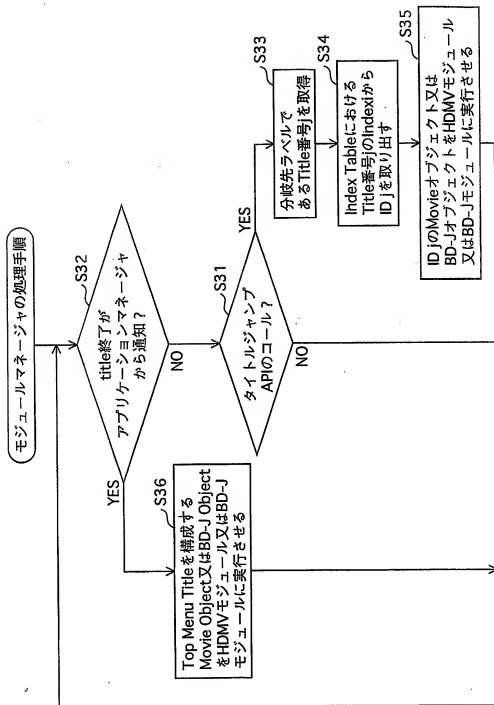 モジュールマネージャの処理手順
S32
title終了が
アプリケーションマネージャ
から通知？
YES
NO
S31
タイトルジャンプ
APIのコール？
YES
NO
S33
分岐先ラベルで
あるTitle番号jを取得
S34
Index Tableにおける
Title番号jのIndexIから
ID jを取り出す
S35
ID jのMovieオブジェクト又は
BD-JオブジェクトをHDMVモジュール
又はBD-Jモジュールに実行させる
S36
Top Menu Titleを構成する
Movie Object又はBD-J Object
をHDMVモジュール又はBD-J
モジュールに実行させる